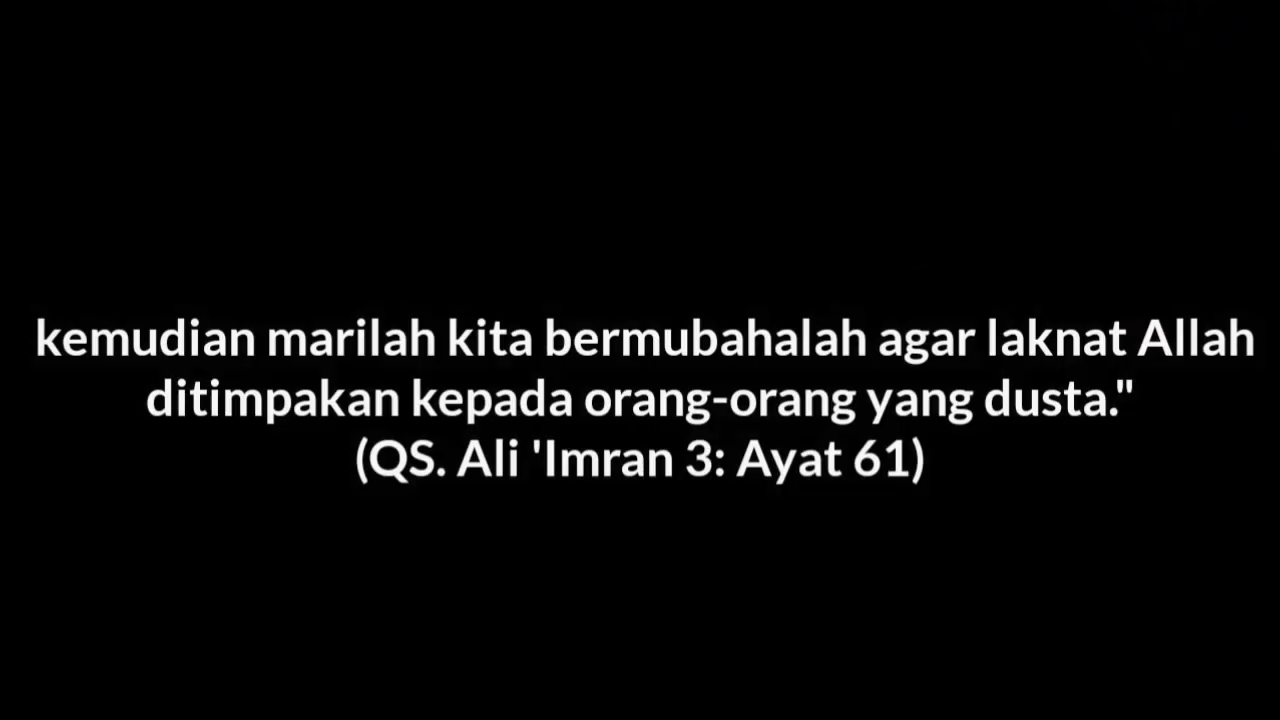 kemudian marilah kita bermubahalah agar laknat Allah
ditimpakan kepada orang-orang yang dusta."
(QS. Ali 'Imran 3: Ayat 61)